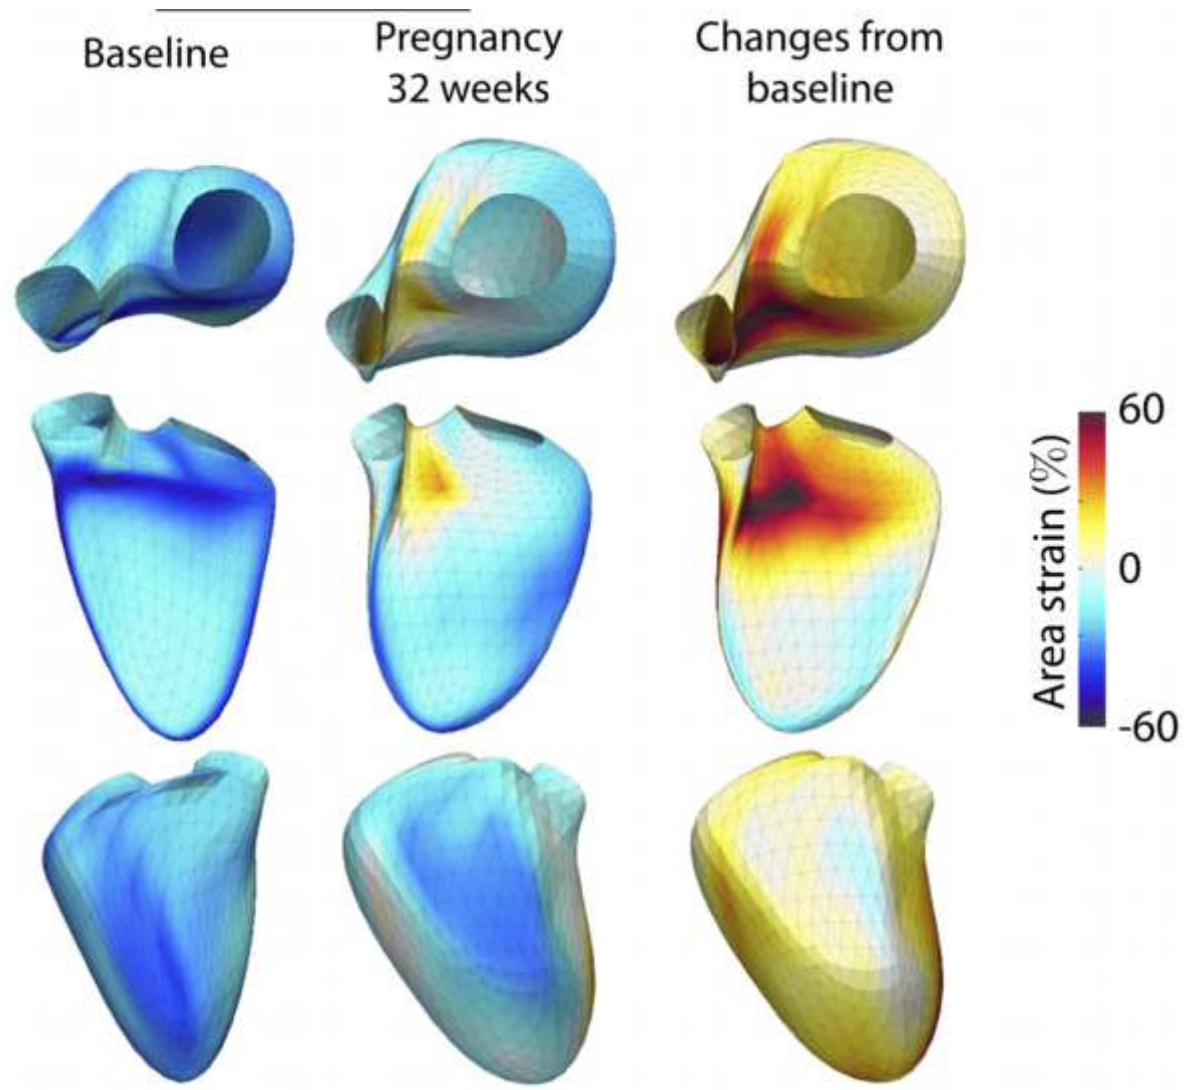 Baseline
Pregnancy
32 weeks
Changes from
baseline
60
0
-60
Area strain (%)